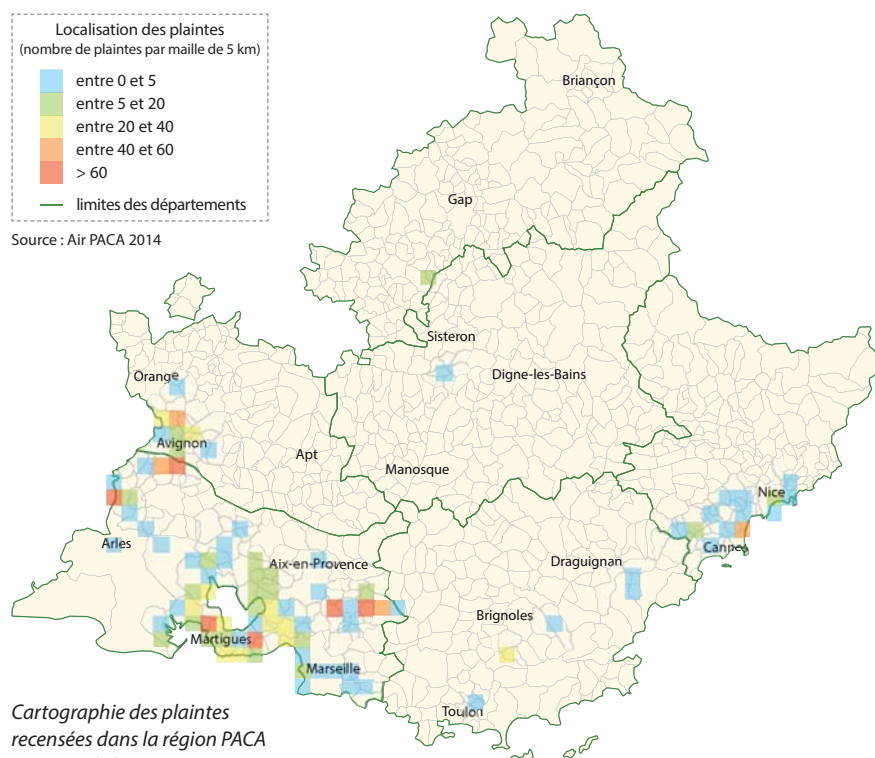 Localisation des plaintes
(nombre de plaintes par maille de 5 km)
entre 0 et 5
entre 5 et 20
entre 20 et 40
entre 40 et 60
> 60
limites des départements
Source : Air PACA 2014
Briançon
Gap
Sisteron
Orange
Digne-les-Bains
Avignon
Apt
Manosque
Nice
Arles
Cannes
Aix-en-Provence
Draguignan
Brignoles
Martigues
Marseille
Toulon
Cartographie des plaintes
recensées dans la région PACA